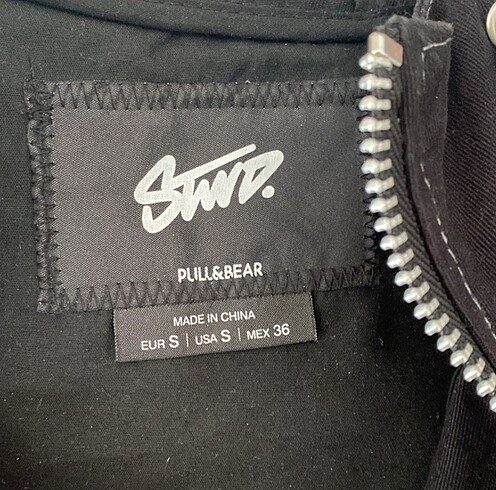 STWD.
PULL&BEAR
MADE IN CHINA
EUR S | USA S | MEX 36